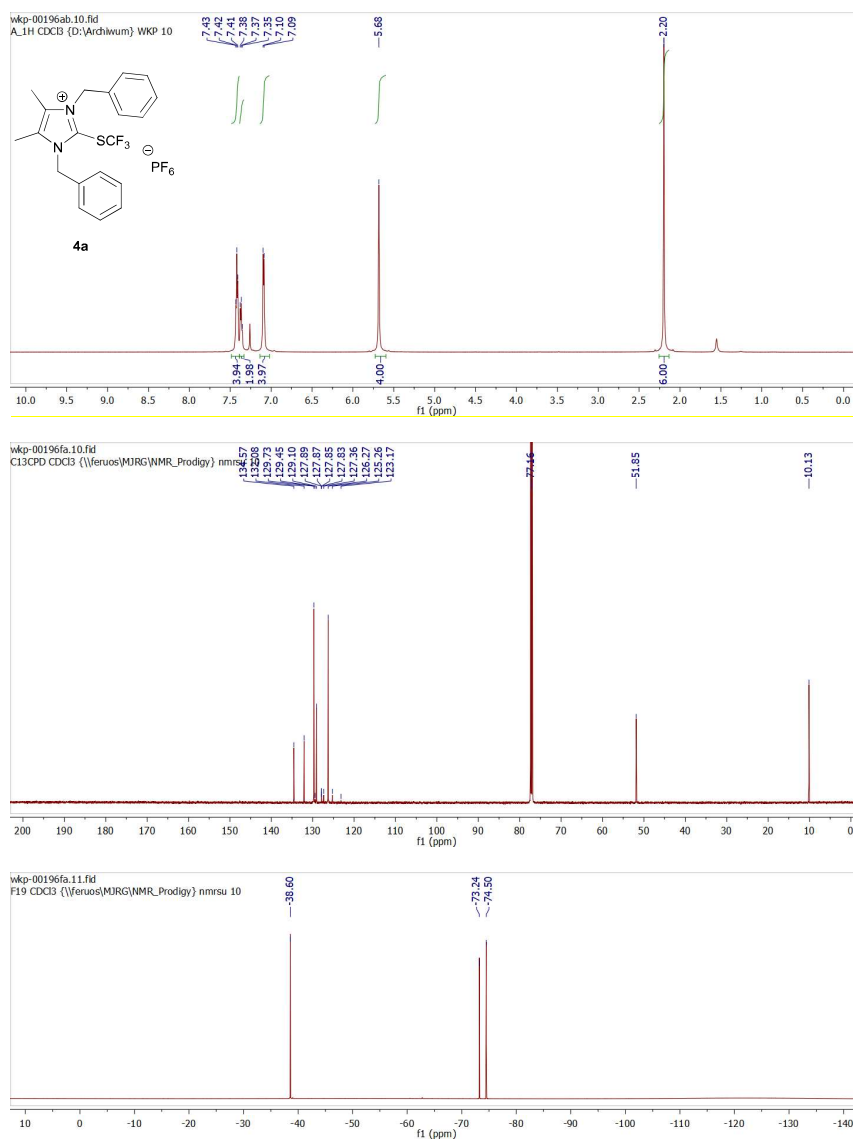 wkp-00196ab.10.fid
A_1H CDCl3 {D:\Archiwum} WKP 10
7.43
7.42
7.41
7.38
7.37
7.35
7.10
7.09
5.68
2.20
+
N
SCF3
N
−
PF6
4a
3.94
1.98
3.97
4.00
6.00
10.0 9.5 9.0 8.5 8.0 7.5 7.0 6.5 6.0 5.5 5.0 4.5 4.0 3.5 3.0 2.5 2.0 1.5 1.0 0.5 0.0
f1 (ppm)
wkp-00196fa.10.fid
C13CPD CDCl3 {\\feruos\MJRG\NMR_Prodigy} nmrsu 10
134.57
132.08
129.73
129.45
129.10
127.89
127.87
127.85
127.83
127.36
126.27
125.26
123.17
77.16
51.85
10.13
200 190 180 170 160 150 140 130 120 110 100 90 80 70 60 50 40 30 20 10 0
f1 (ppm)
wkp-00196fa.11.fid
F19 CDCl3 {\\feruos\MJRG\NMR_Prodigy} nmrsu 10
-38.60
-73.24
-74.50
10 0 -10 -20 -30 -40 -50 -60 -70 -80 -90 -100 -110 -120 -130 -140
f1 (ppm)